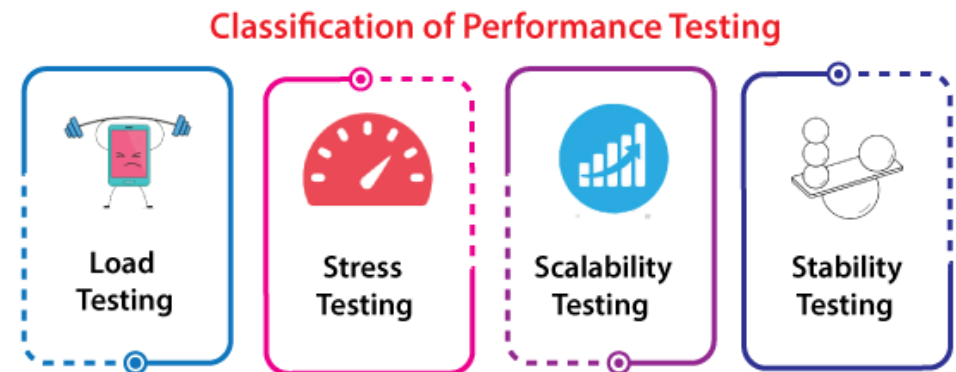 Classification of Performance Testing
Load
Testing
Stress
Testing
Scalability
Testing
Stability
Testing